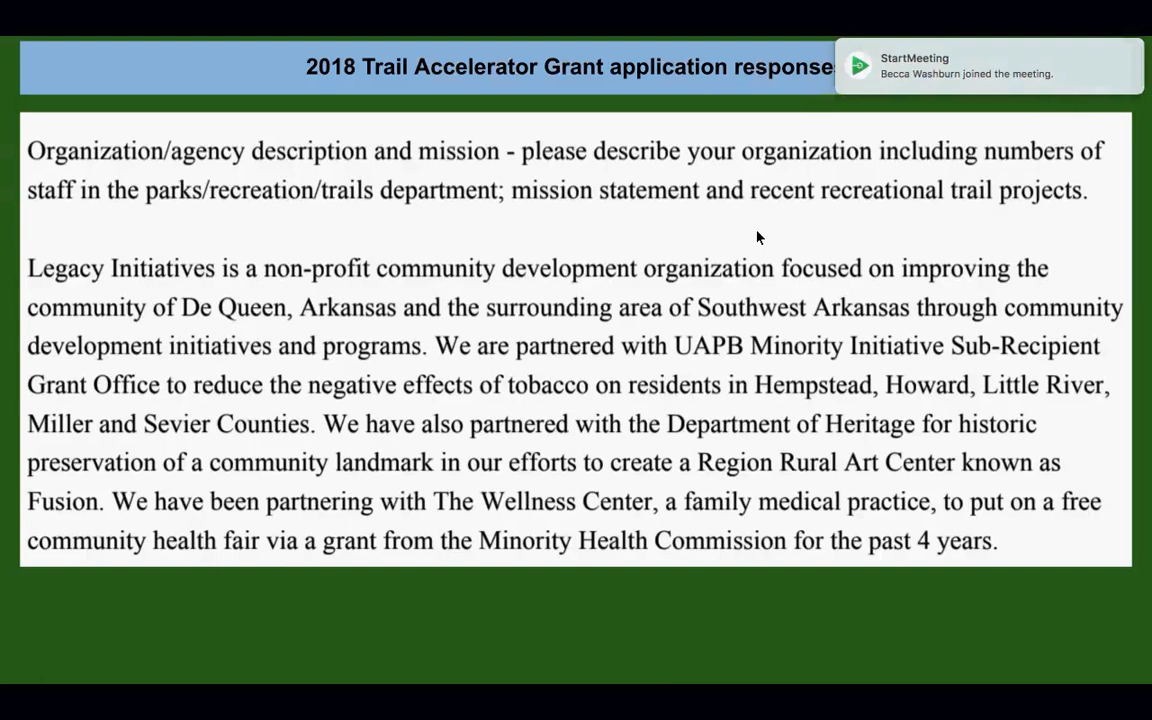 2018 Trail Accelerator Grant application response
StartMeeting
Becca Washburn joined the meeting.
Organization/agency description and mission - please describe your organization including numbers of
staff in the parks/recreation/trails department; mission statement and recent recreational trail projects.
Legacy Initiatives is a non-profit community development organization focused on improving the
community of De Queen, Arkansas and the surrounding area of Southwest Arkansas through community
development initiatives and programs. We are partnered with UAPB Minority Initiative Sub-Recipient
Grant Office to reduce the negative effects of tobacco on residents in Hempstead, Howard, Little River,
Miller and Sevier Counties. We have also partnered with the Department of Heritage for historic
preservation of a community landmark in our efforts to create a Region Rural Art Center known as
Fusion. We have been partnering with The Wellness Center, a family medical practice, to put on a free
community health fair via a grant from the Minority Health Commission for the past 4 years.